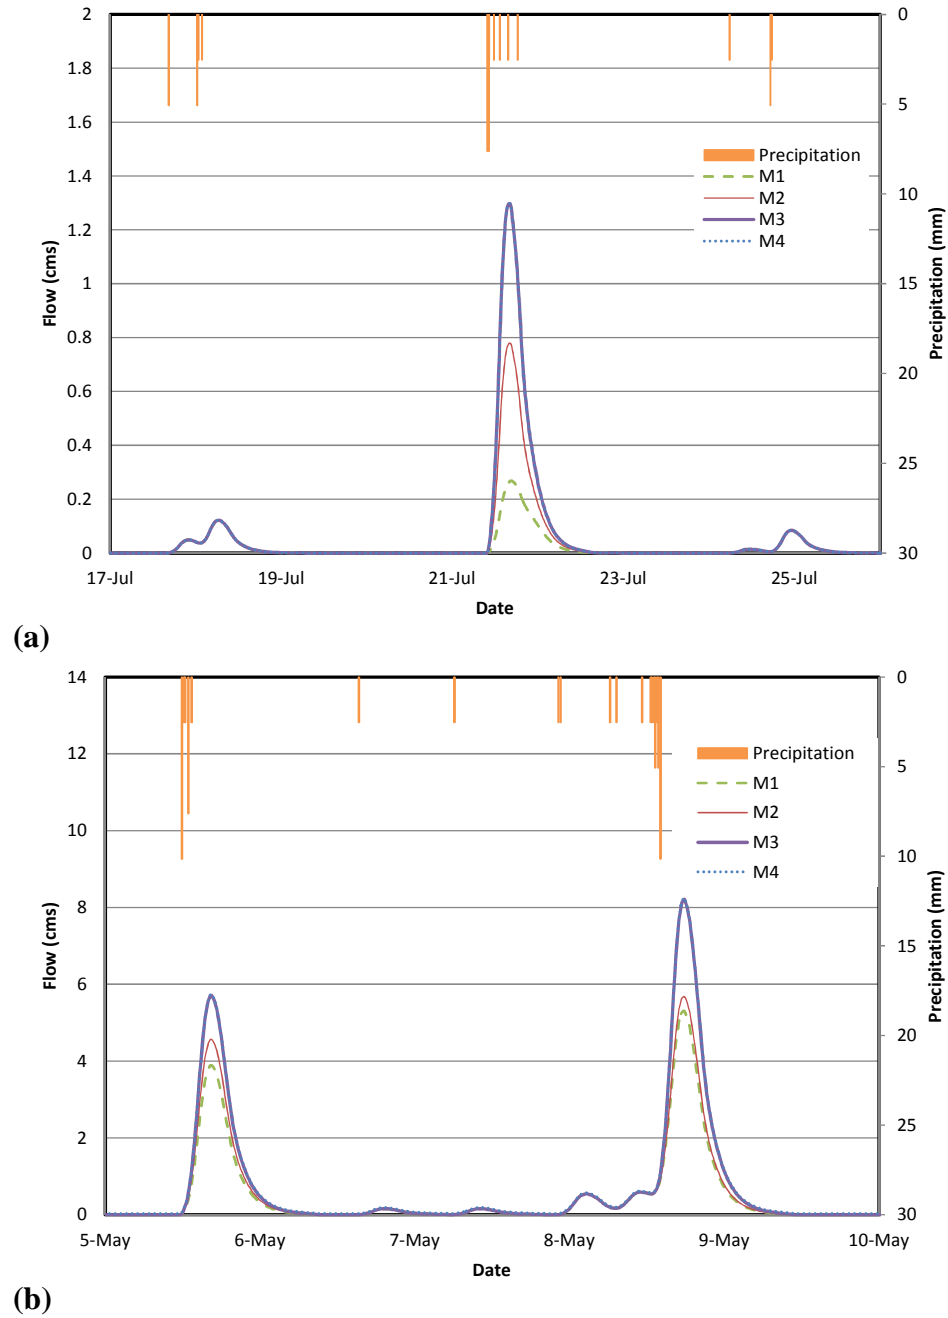 2
1.8
1.6
1.4
1.2
1
0.8
0.6
0.4
0.2
0
Flow (cms)
0
5
10
15
20
25
30
Precipitation (mm)
Precipitation
M1
M2
M3
M4
17-Jul
19-Jul
21-Jul
23-Jul
25-Jul
Date
(a)
14
12
10
8
6
4
2
0
Flow (cms)
0
5
10
15
20
25
30
Precipitation (mm)
Precipitation
M1
M2
M3
M4
5-May
6-May
7-May
8-May
9-May
10-May
Date
(b)